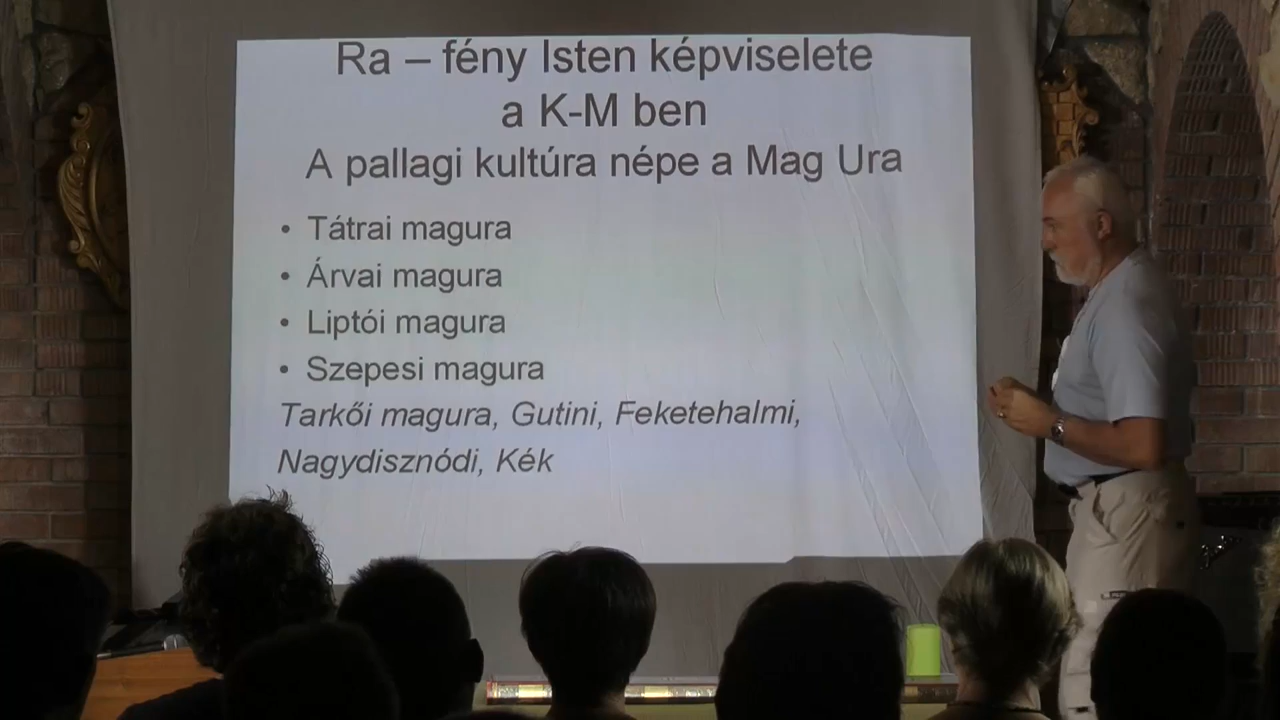 Ra – fény Isten képviselete
a K-M ben
A pallagi kultúra népe a Mag Ura
• Tátrai magura
• Árvai magura
• Liptói magura
• Szepesi magura
Tarkői magura, Gutini, Feketehalmi,
Nagydisznódi, Kék